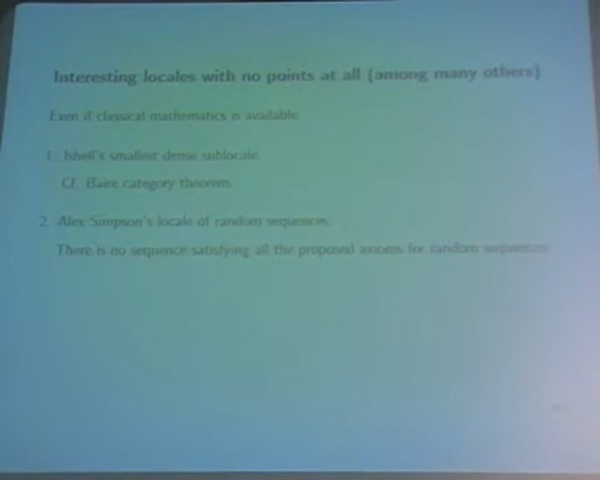 Interesting locales with no points at all (among many others)
Even if classical mathematics is available:
1. Isbell's smallest dense sublocale.
Cf. Baire category theorem.
2. Alex Simpson's locale of random sequences.
There is no sequence satisfying all the proposed axioms for random sequences